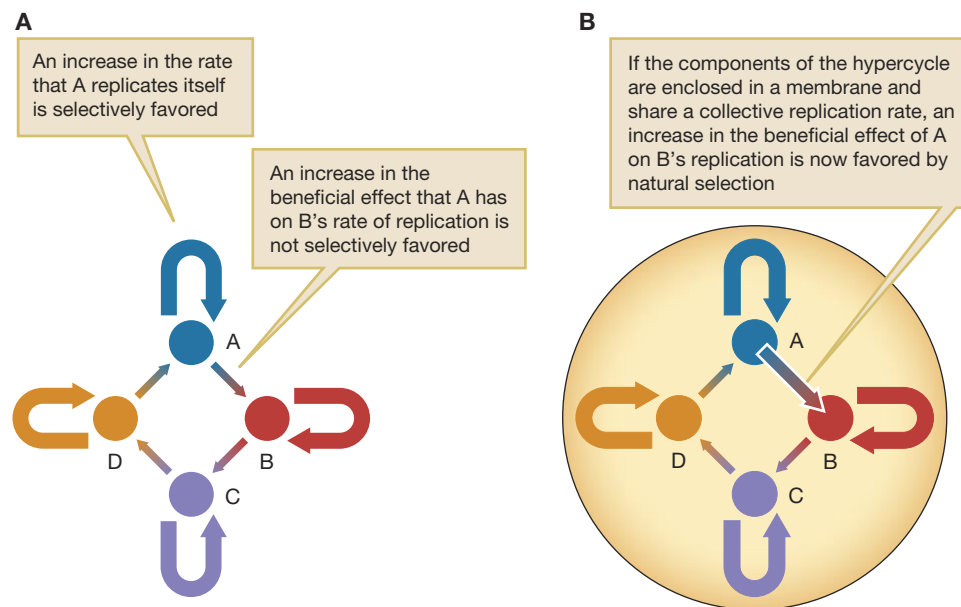 A
An increase in the rate
that A replicates itself
is selectively favored
An increase in the
beneficial effect that A has
on B's rate of replication is
not selectively favored
A
D
B
C
B
If the components of the hypercycle
are enclosed in a membrane and
share a collective replication rate, an
increase in the beneficial effect of A
on B's replication is now favored by
natural selection
A
D
B
C